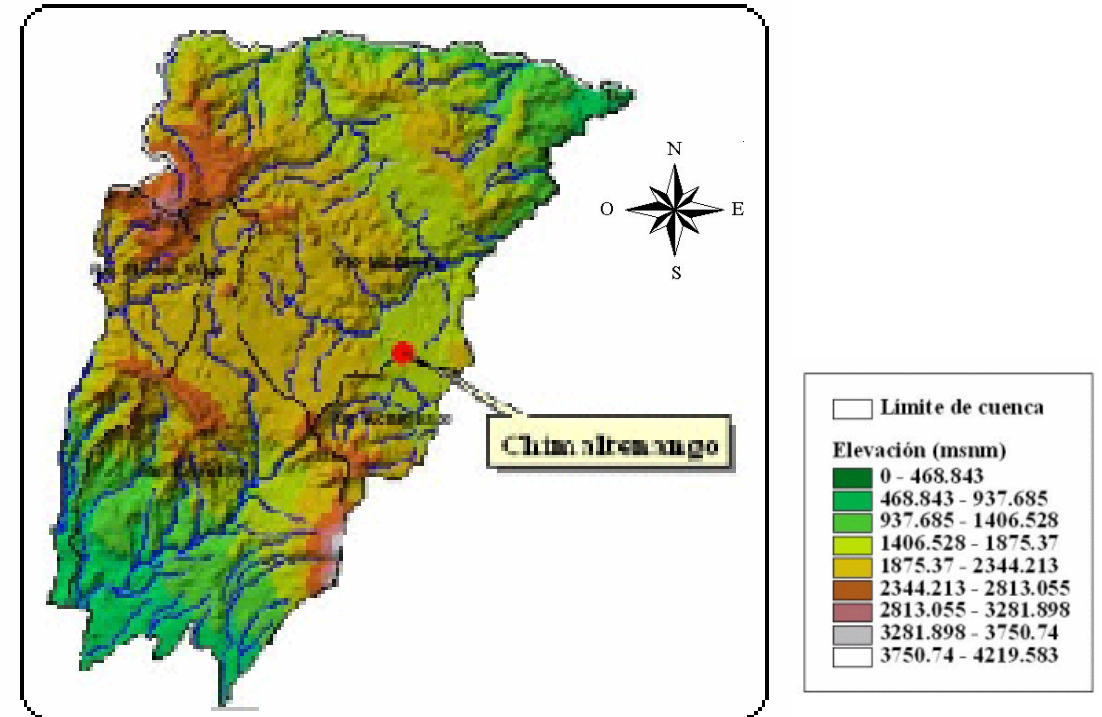 N
O
E
S
Chimaltenango
Límite de cuenca
Elevación (msnm)
0 - 468.843
468.843 - 937.685
937.685 - 1406.528
1406.528 - 1875.37
1875.37 - 2344.213
2344.213 - 2813.055
2813.055 - 3281.898
3281.898 - 3750.74
3750.74 - 4219.583